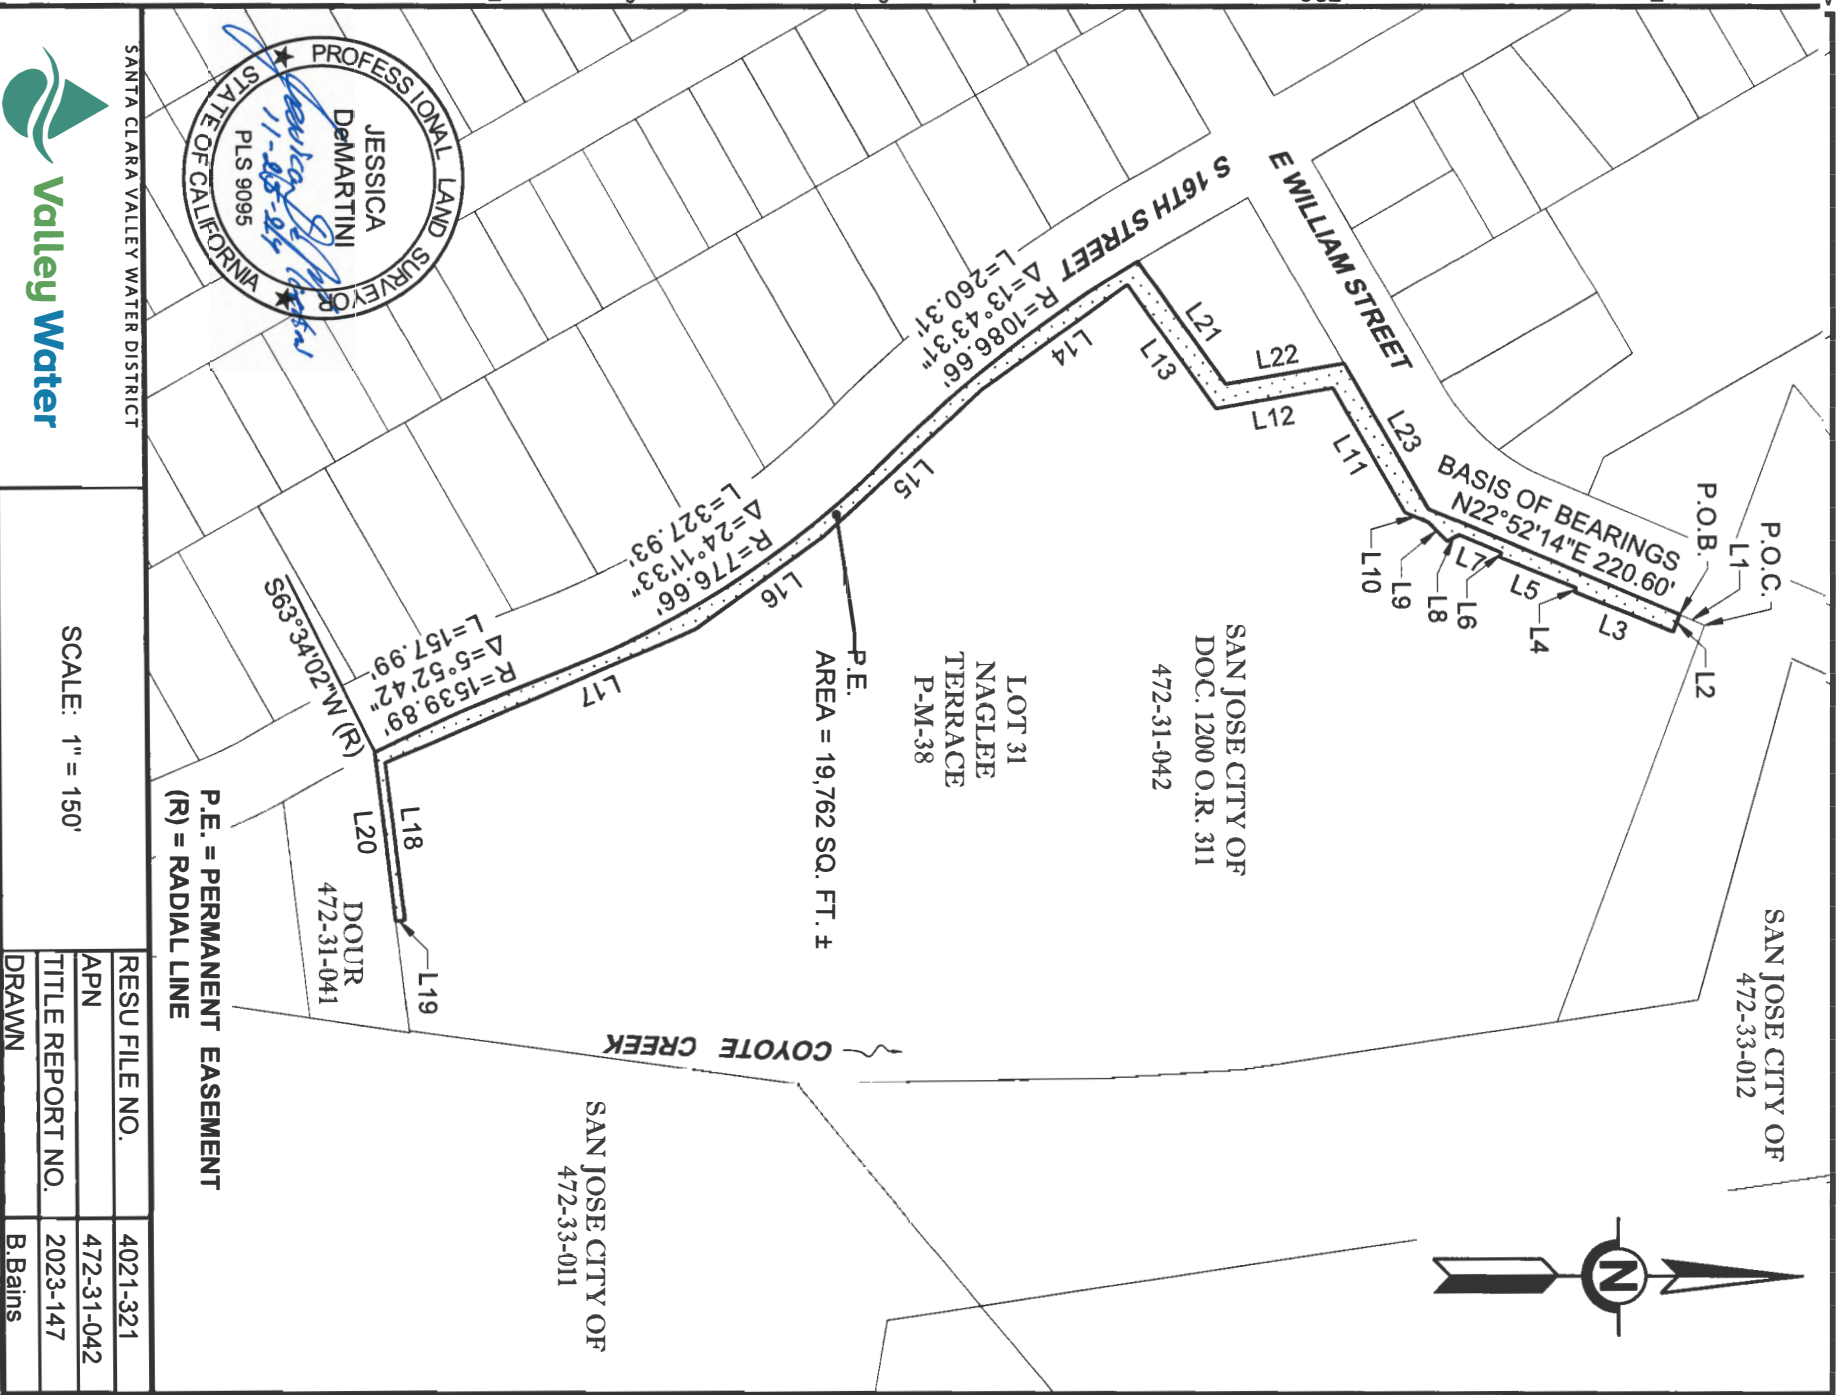 P.O.C.
L1
P.O.B.
L2
BASIS OF BEARINGS
N22°52'14"E 220.60'
L3
L4
L5
L6
L7
L8
L9
L10
L11
L12
L13
L14
L15
L16
L17
L18
L19
L20
L21
L22
L23
E WILLIAM STREET
S 16TH STREET
R=1086.66'
Δ=13°43'31"
L=260.31'
R=776.66'
Δ=24°11'33"
L=327.93'
R=1539.89'
Δ=5°52'42"
L=157.99'
S63°34'02"W (R)
SAN JOSE CITY OF
472-33-012
SAN JOSE CITY OF
DOC. 1200 O.R. 311
472-31-042
LOT 31
NAGLEE
TERRACE
P-M-38
P.E.
AREA = 19,762 SQ. FT. ±
COYOTE CREEK
SAN JOSE CITY OF
472-33-011
DOUR
472-31-041
N
P.E. = PERMANENT EASEMENT
(R) = RADIAL LINE
PROFESSIONAL LAND SURVEYOR
JESSICA
DeMARTINI
PLS 9095
STATE OF CALIFORNIA
SANTA CLARA VALLEY WATER DISTRICT
Valley Water
SCALE: 1" = 150'
RESU FILE NO. 4021-321
APN 472-31-042
TITLE REPORT NO. 2023-147
DRAWN B.Bains